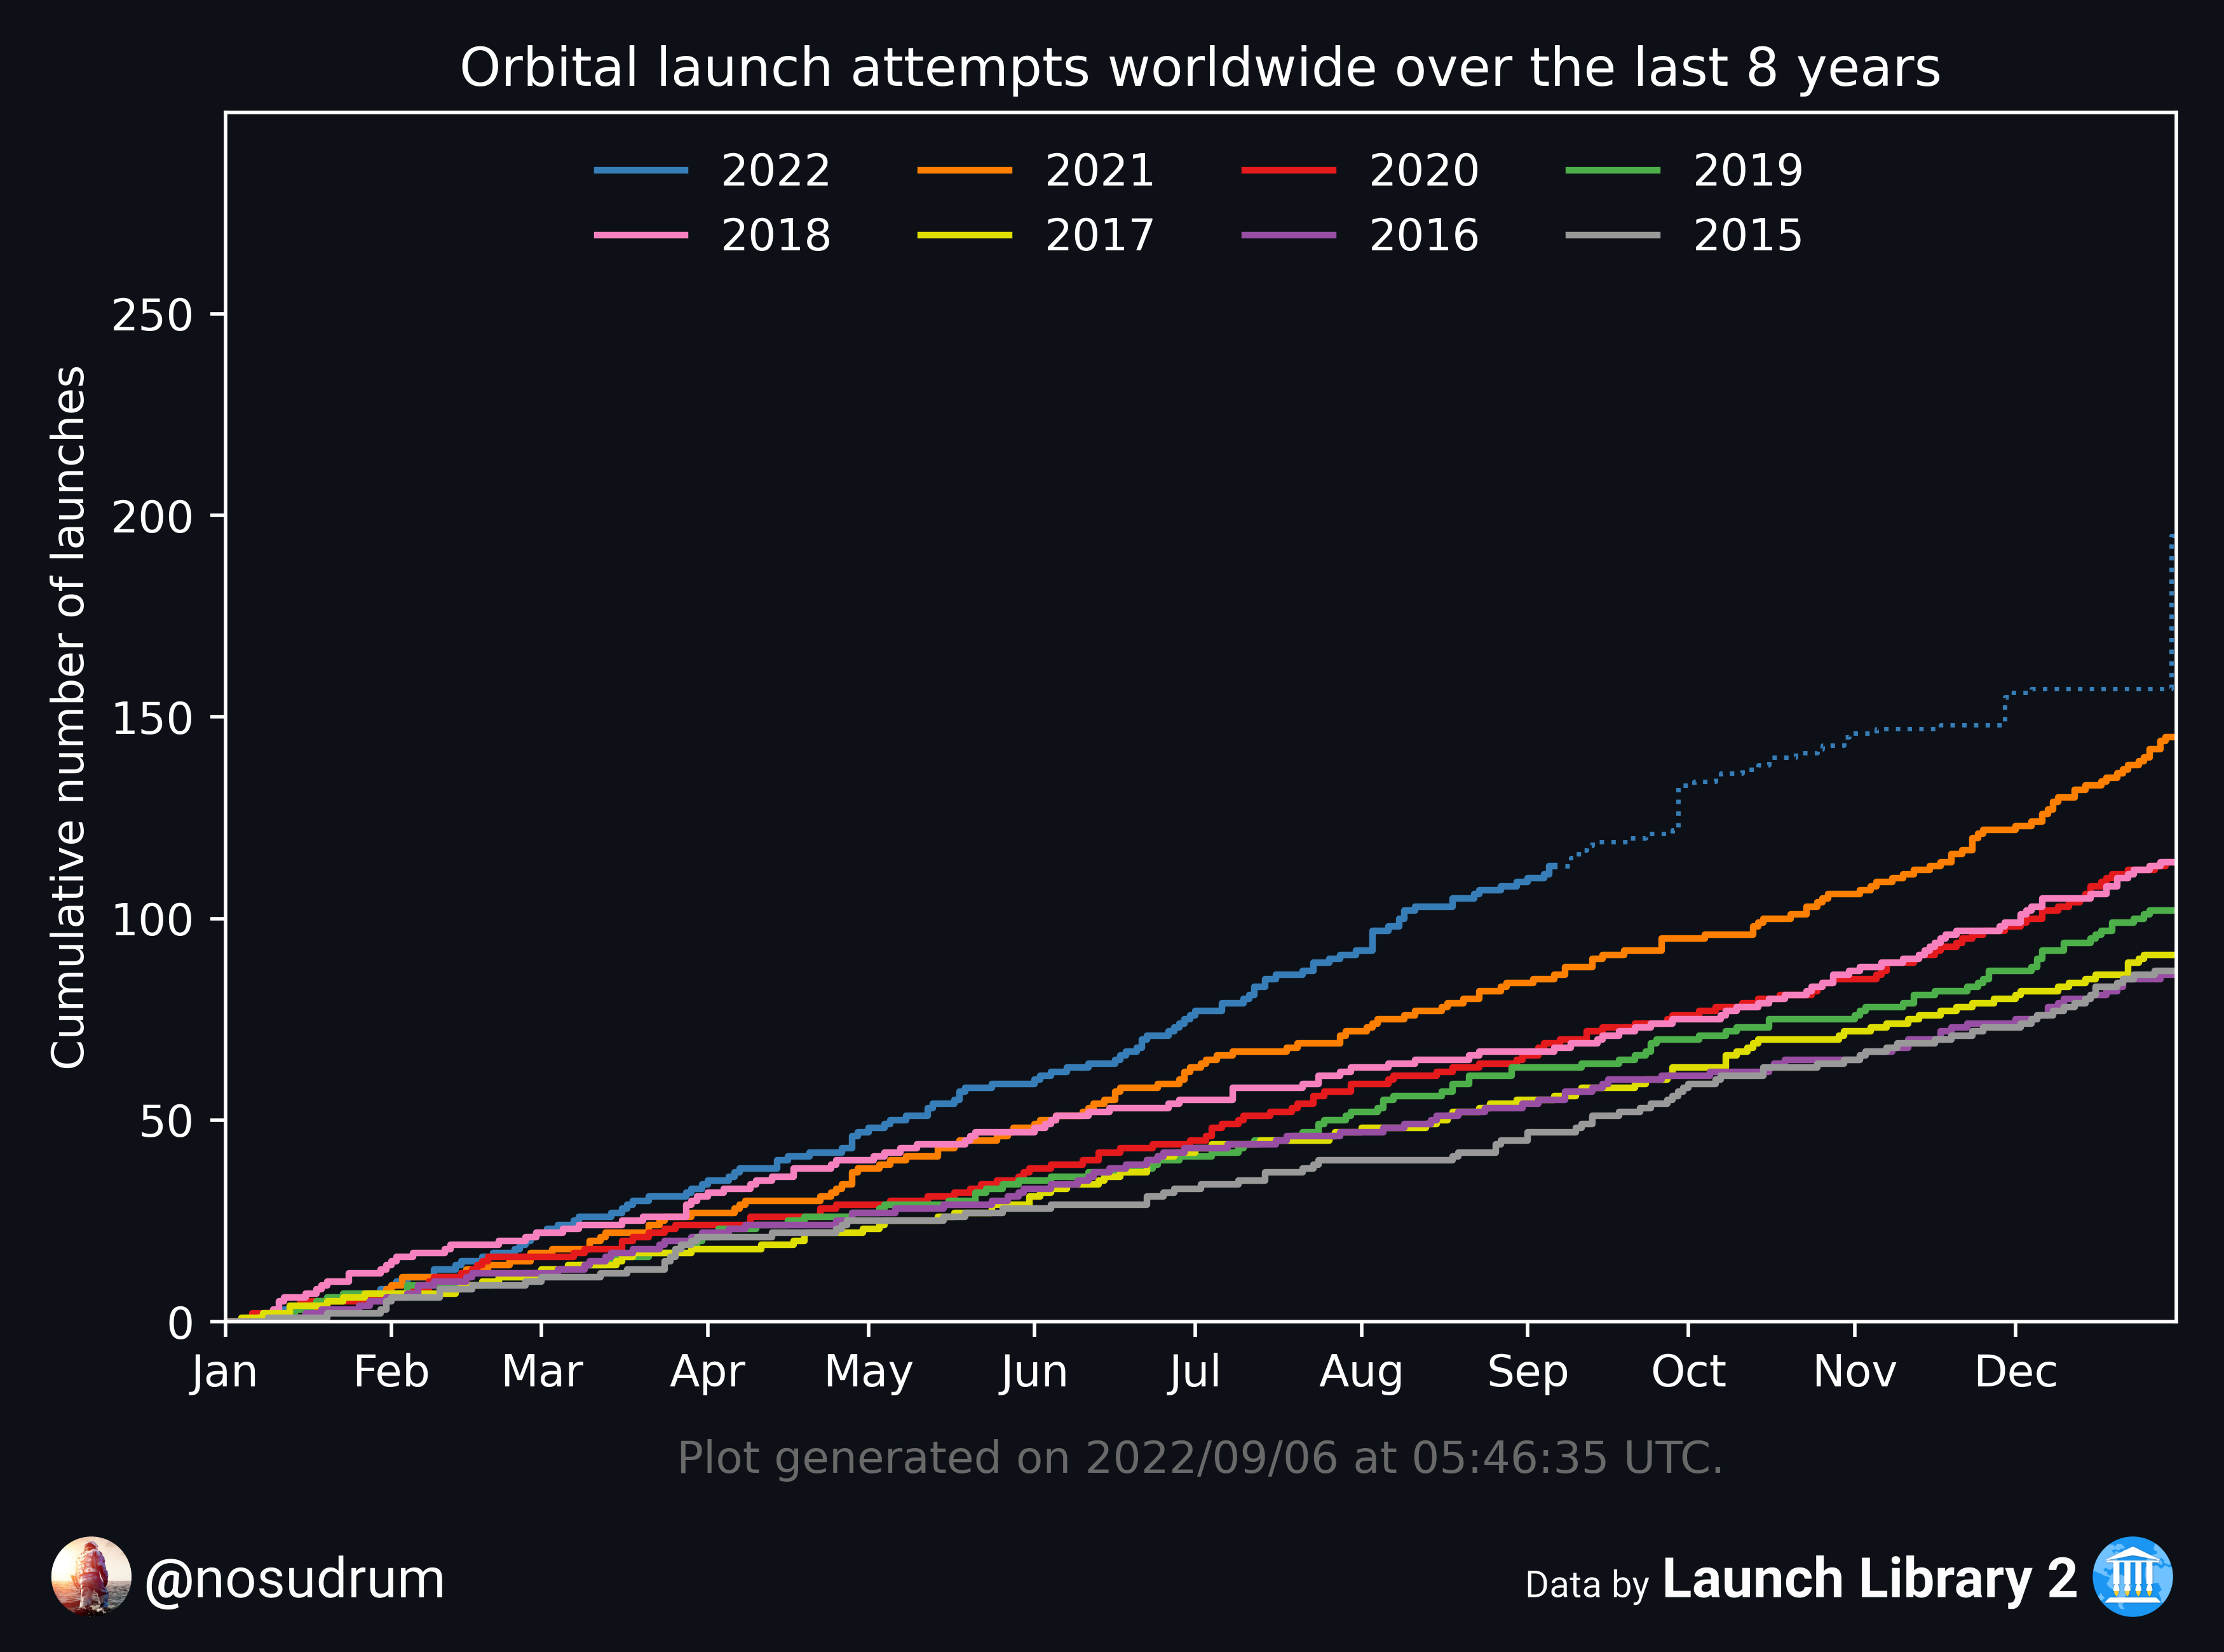 Orbital launch attempts worldwide over the last 8 years
2022 2021 2020 2019
2018 2017 2016 2015
250
200
150
100
50
0
Cumulative number of launches
Jan Feb Mar Apr May Jun Jul Aug Sep Oct Nov Dec
Plot generated on 2022/09/06 at 05:46:35 UTC.
@nosudrum
Data by Launch Library 2